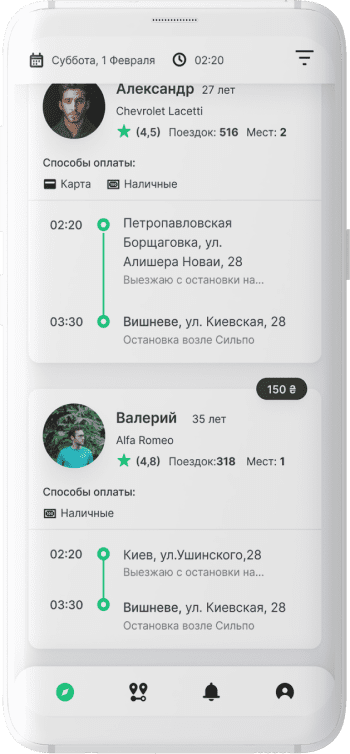 Суббота, 1 Февраля 02:20
Александр 27 лет
Chevrolet Lacetti
(4,5) Поездок: 516 Мест: 2
Способы оплаты:
Карта Наличные
02:20 Петропавловская
Борщаговка, ул.
Алишера Новаи, 28
Выезжаю с остановки на...
03:30 Вишневе, ул. Киевская, 28
Остановка возле Сильпо
150 ₴
Валерий 35 лет
Alfa Romeo
(4,8) Поездок:318 Мест: 1
Способы оплаты:
Наличные
02:20 Киев, ул.Ушинского,28
Выезжаю с остановки на...
03:30 Вишневе, ул. Киевская, 28
Остановка возле Сильпо